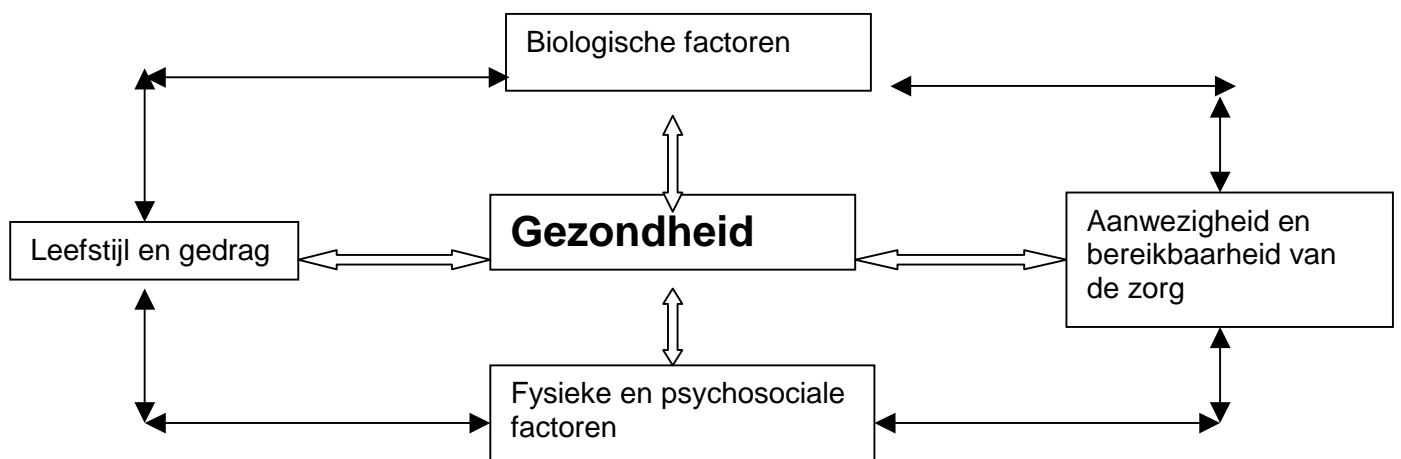 Biologische factoren
Gezondheid
Leefstijl en gedrag
Aanwezigheid en
bereikbaarheid van
de zorg
Fysieke en psychosociale
factoren